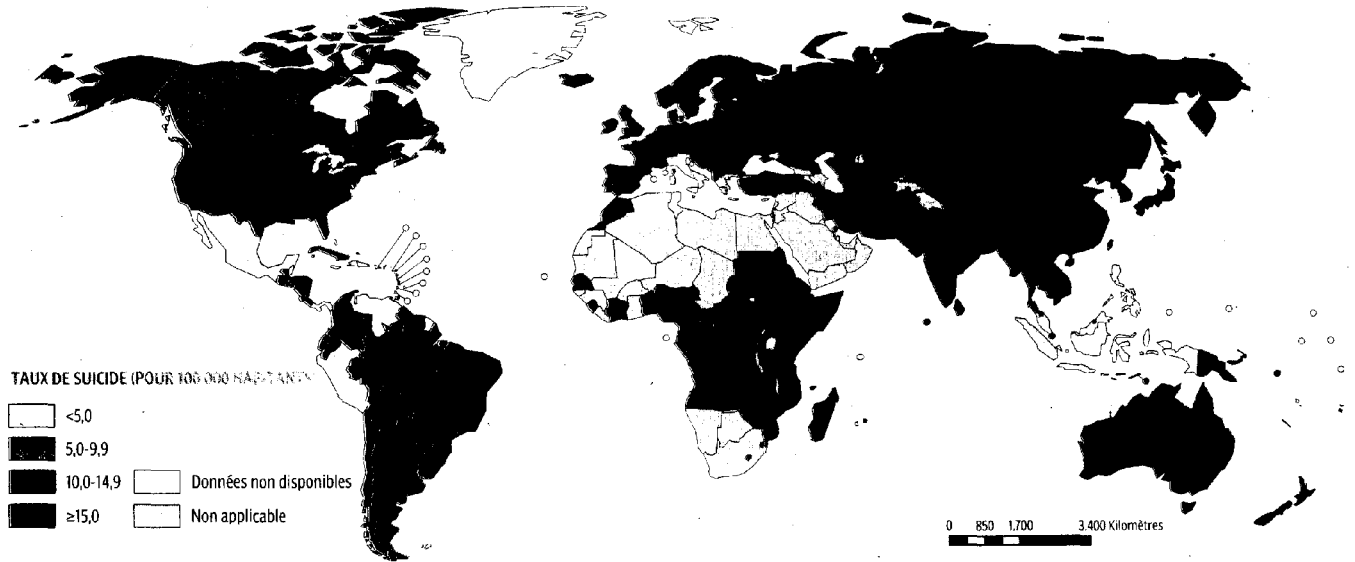 TAUX DE SUICIDE (POUR 100 000 HABITANTS
<5,0
5,0-9,9
10,0-14,9
≥15,0
Données non disponibles
Non applicable
0 850 1,700 3,400 Kilomètres